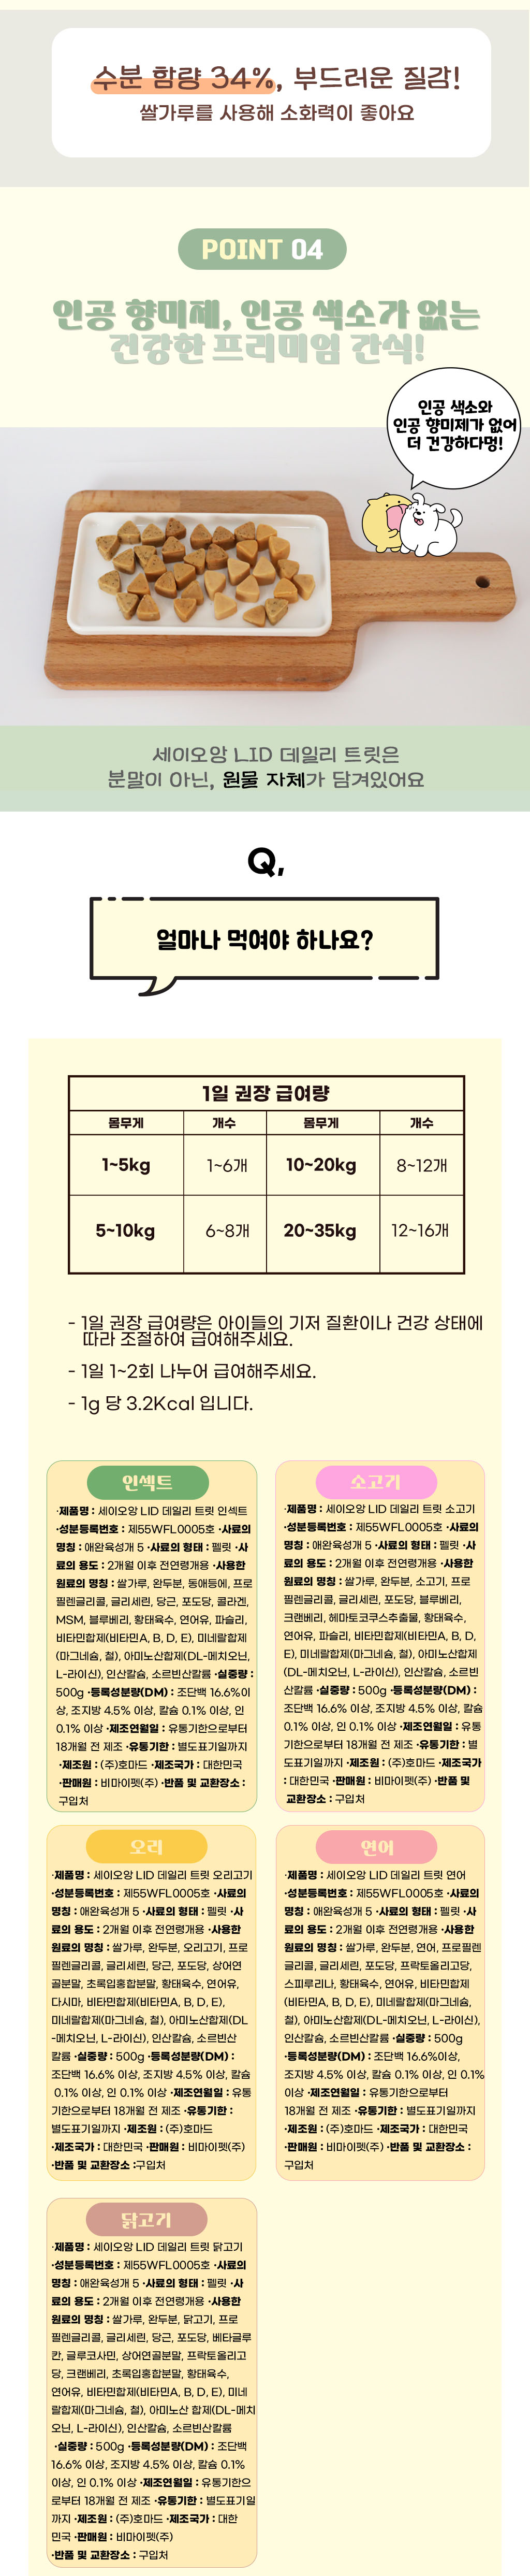 수분 함량 34%, 부드러운 질감!
쌀가루를 사용해 소화력이 좋아요
POINT 04
인공 향미제, 인공 색소가 없는
건강한 프리미엄 간식!
인공 색소와
인공 향미제가 없어
더 건강하다멍!
세이오앙 LID 데일리 트릿은
분말이 아닌, 원물 자체가 담겨있어요
Q,
얼마나 먹여야 하나요?
1일 권장 급여량
몸무게 개수 몸무게 개수
1~5kg 1~6개 10~20kg 8~12개
5~10kg 6~8개 20~35kg 12~16개
- 1일 권장 급여량은 아이들의 기저 질환이나 건강 상태에
따라 조절하여 급여해주세요.
- 1일 1~2회 나누어 급여해주세요.
- 1g 당 3.2Kcal 입니다.
인섹트
·제품명 : 세이오앙 LID 데일리 트릿 인섹트
·성분등록번호 : 제55WFL0005호 ·사료의
명칭 : 애완육성개 5 ·사료의 형태 : 펠릿 ·사
료의 용도 : 2개월 이후 전연령개용 ·사용한
원료의 명칭 : 쌀가루, 완두분, 동애등에, 프로
필렌글리콜, 글리세린, 당근, 포도당, 콜라겐,
MSM, 블루베리, 황태육수, 연어유, 파슬리,
비타민합제(비타민A, B, D, E), 미네랄합제
(마그네슘, 철), 아미노산합제(DL-메치오닌,
L-라이신), 인산칼슘, 소르빈산칼륨 ·실중량 :
500g ·등록성분량(DM) : 조단백 16.6%이
상, 조지방 4.5% 이상, 칼슘 0.1% 이상, 인
0.1% 이상 ·제조연월일 : 유통기한으로부터
18개월 전 제조 ·유통기한 : 별도표기일까지
·제조원 : (주)호마드 ·제조국가 : 대한민국
·판매원 : 비마이펫(주) ·반품 및 교환장소 :
구입처
소고기
·제품명 : 세이오앙 LID 데일리 트릿 소고기
·성분등록번호 : 제55WFL0005호 ·사료의
명칭 : 애완육성개 5 ·사료의 형태 : 펠릿 ·사
료의 용도 : 2개월 이후 전연령개용 ·사용한
원료의 명칭 : 쌀가루, 완두분, 소고기, 프로
필렌글리콜, 글리세린, 포도당, 블루베리,
크랜베리, 헤마토코쿠스추출물, 황태육수,
연어유, 파슬리, 비타민합제(비타민A, B, D,
E), 미네랄합제(마그네슘, 철), 아미노산합제
(DL-메치오닌, L-라이신), 인산칼슘, 소르빈
산칼륨 ·실중량 : 500g ·등록성분량(DM) :
조단백 16.6% 이상, 조지방 4.5% 이상, 칼슘
0.1% 이상, 인 0.1% 이상 ·제조연월일 : 유통
기한으로부터 18개월 전 제조 ·유통기한 : 별
도표기일까지 ·제조원 : (주)호마드 ·제조국가
: 대한민국 ·판매원 : 비마이펫(주) ·반품 및
교환장소 : 구입처
오리
·제품명 : 세이오앙 LID 데일리 트릿 오리고기
·성분등록번호 : 제55WFL0005호 ·사료의
명칭 : 애완육성개 5 ·사료의 형태 : 펠릿 ·사
료의 용도 : 2개월 이후 전연령개용 ·사용한
원료의 명칭 : 쌀가루, 완두분, 오리고기, 프로
필렌글리콜, 글리세린, 당근, 포도당, 상어연
골분말, 초록입홍합분말, 황태육수, 연어유,
다시마, 비타민합제(비타민A, B, D, E),
미네랄합제(마그네슘, 철), 아미노산합제(DL
-메치오닌, L-라이신), 인산칼슘, 소르빈산
칼륨 ·실중량 : 500g ·등록성분량(DM) :
조단백 16.6% 이상, 조지방 4.5% 이상, 칼슘
0.1% 이상, 인 0.1% 이상 ·제조연월일 : 유통
기한으로부터 18개월 전 제조 ·유통기한 :
별도표기일까지 ·제조원 : (주)호마드
·제조국가 : 대한민국 ·판매원 : 비마이펫(주)
·반품 및 교환장소 :구입처
연어
·제품명 : 세이오앙 LID 데일리 트릿 연어
·성분등록번호 : 제55WFL0005호 ·사료의
명칭 : 애완육성개 5 ·사료의 형태 : 펠릿 ·사
료의 용도 : 2개월 이후 전연령개용 ·사용한
원료의 명칭 : 쌀가루, 완두분, 연어, 프로필렌
글리콜, 글리세린, 포도당, 프락토올리고당,
스피루리나, 황태육수, 연어유, 비타민합제
(비타민A, B, D, E), 미네랄합제(마그네슘,
철), 아미노산합제(DL-메치오닌, L-라이신),
인산칼슘, 소르빈산칼륨 ·실중량 : 500g
·등록성분량(DM) : 조단백 16.6%이상,
조지방 4.5% 이상, 칼슘 0.1% 이상, 인 0.1%
이상 ·제조연월일 : 유통기한으로부터
18개월 전 제조 ·유통기한 : 별도표기일까지
·제조원 : (주)호마드 ·제조국가 : 대한민국
·판매원 : 비마이펫(주) ·반품 및 교환장소 :
구입처
닭고기
·제품명 : 세이오앙 LID 데일리 트릿 닭고기
·성분등록번호 : 제55WFL0005호 ·사료의
명칭 : 애완육성개 5 ·사료의 형태 : 펠릿 ·사
료의 용도 : 2개월 이후 전연령개용 ·사용한
원료의 명칭 : 쌀가루, 완두분, 닭고기, 프로
필렌글리콜, 글리세린, 당근, 포도당, 베타글루
칸, 글루코사민, 상어연골분말, 프락토올리고
당, 크랜베리, 초록입홍합분말, 황태육수,
연어유, 비타민합제(비타민A, B, D, E), 미네
랄합제(마그네슘, 철), 아미노산 합제(DL-메치
오닌, L-라이신), 인산칼슘, 소르빈산칼륨
·실중량 : 500g ·등록성분량(DM) : 조단백
16.6% 이상, 조지방 4.5% 이상, 칼슘 0.1%
이상, 인 0.1% 이상 ·제조연월일 : 유통기한으
로부터 18개월 전 제조 ·유통기한 : 별도표기일
까지 ·제조원 : (주)호마드 ·제조국가 : 대한
민국 ·판매원 : 비마이펫(주)
·반품 및 교환장소 : 구입처